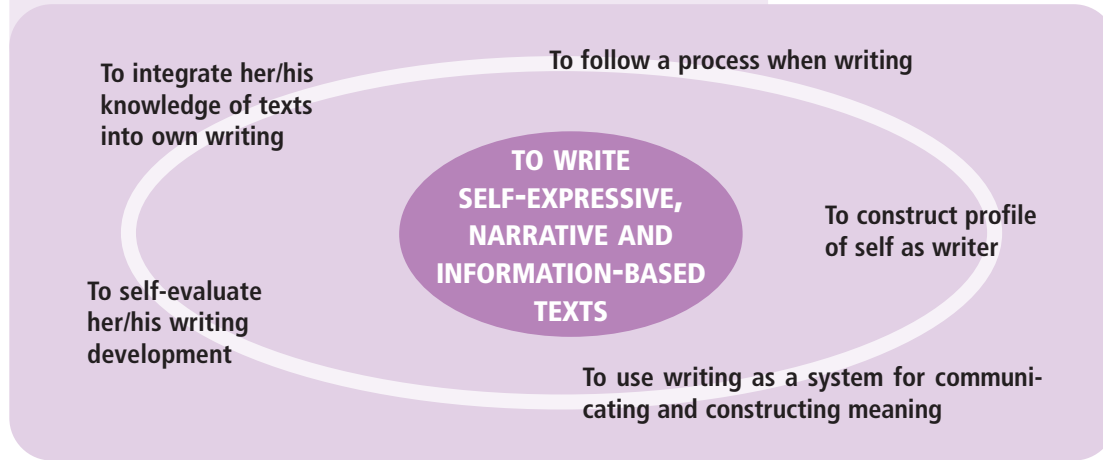 To follow a process when writing
To integrate her/his
knowledge of texts
into own writing
TO WRITE
SELF-EXPRESSIVE,
NARRATIVE AND
INFORMATION-BASED
TEXTS
To construct profile
of self as writer
To self-evaluate
her/his writing
development
To use writing as a system for communi-
cating and constructing meaning